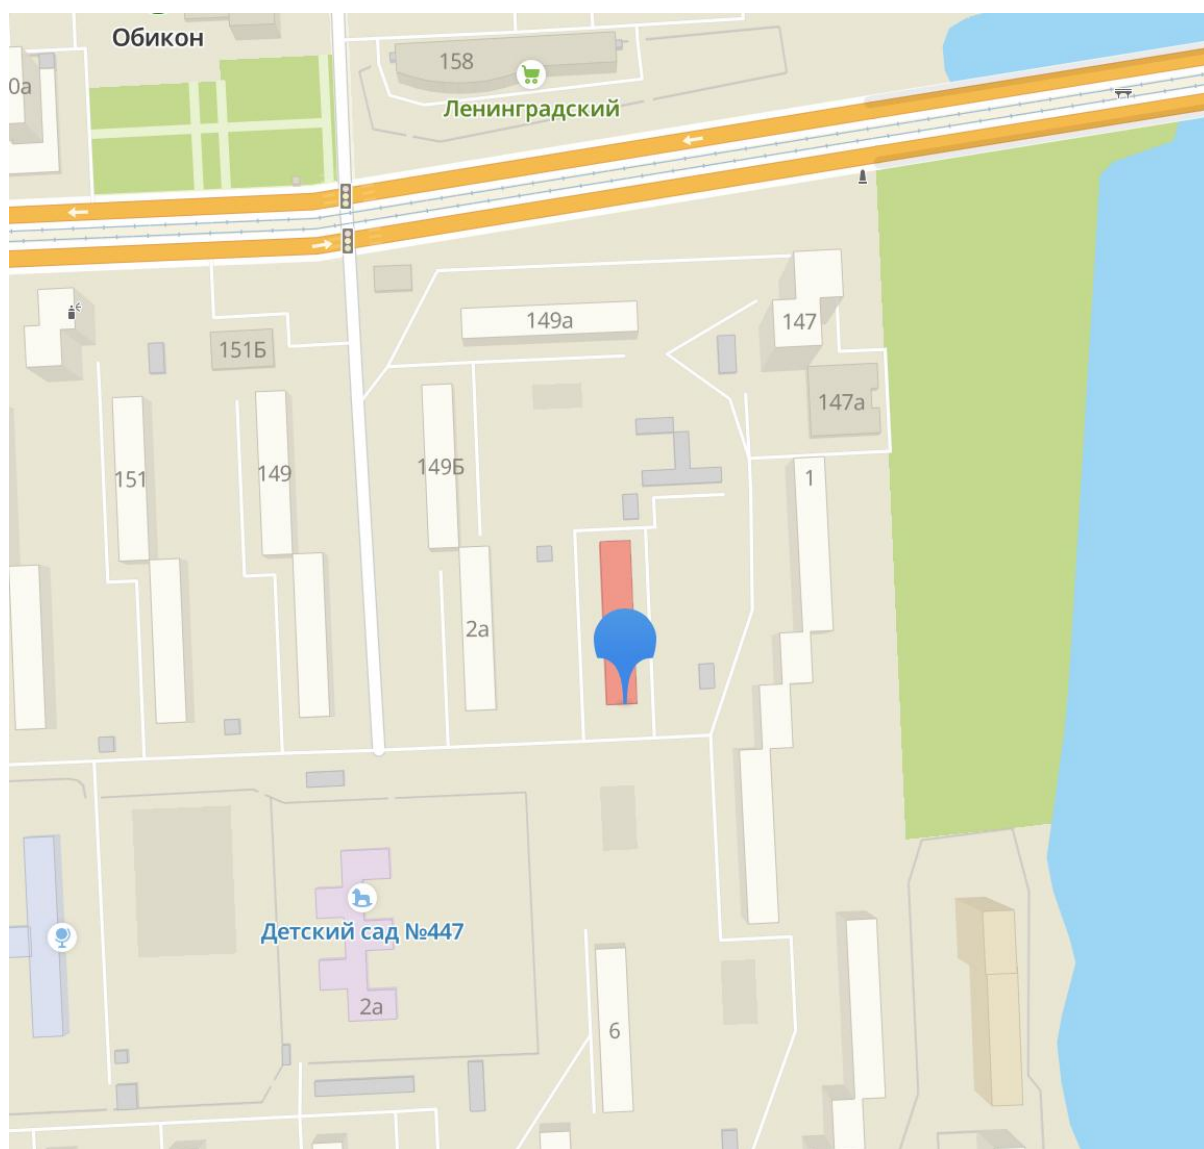 Обикон
158
0а
Ленинградский
149а
147
151Б
147а
149Б
1
151
149
2а
Детский сад №447
2а
6